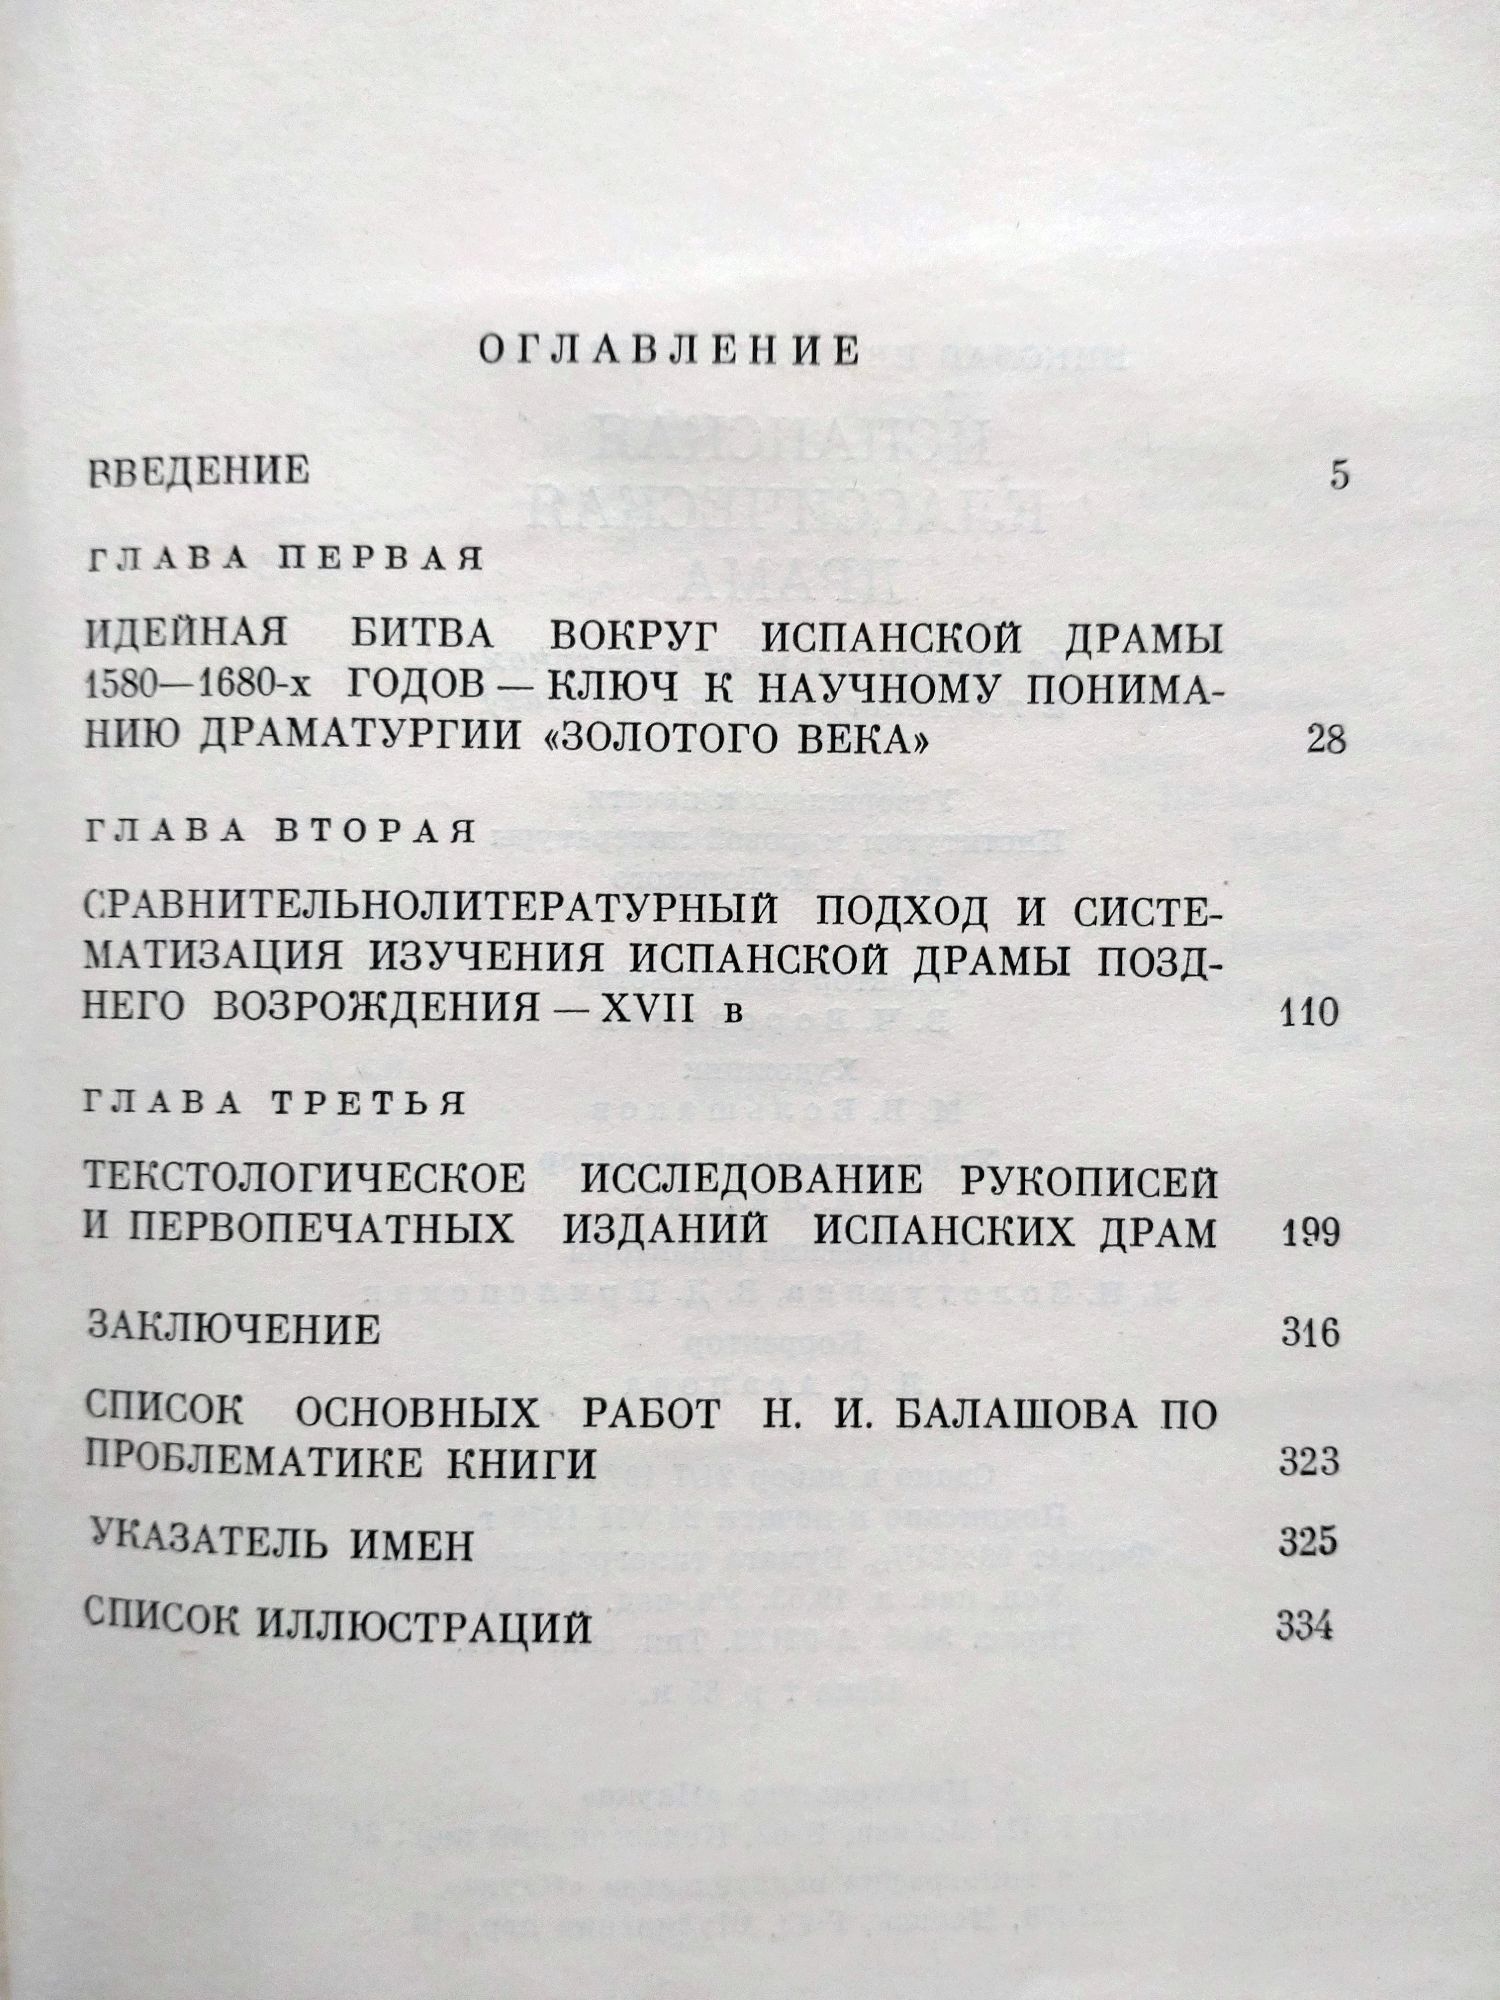 ОГЛАВЛЕНИЕ
ВВЕДЕНИЕ 5
ГЛАВА ПЕРВАЯ
ИДЕЙНАЯ БИТВА ВОКРУГ ИСПАНСКОЙ ДРАМЫ
1580—1680-х ГОДОВ — КЛЮЧ К НАУЧНОМУ ПОНИМА-
НИЮ ДРАМАТУРГИИ «ЗОЛОТОГО ВЕКА» 28
ГЛАВА ВТОРАЯ
СРАВНИТЕЛЬНОЛИТЕРАТУРНЫЙ ПОДХОД И СИСТЕ-
МАТИЗАЦИЯ ИЗУЧЕНИЯ ИСПАНСКОЙ ДРАМЫ ПОЗД-
НЕГО ВОЗРОЖДЕНИЯ — XVII в 110
ГЛАВА ТРЕТЬЯ
ТЕКСТОЛОГИЧЕСКОЕ ИССЛЕДОВАНИЕ РУКОПИСЕЙ
И ПЕРВОПЕЧАТНЫХ ИЗДАНИЙ ИСПАНСКИХ ДРАМ 199
ЗАКЛЮЧЕНИЕ 316
СПИСОК ОСНОВНЫХ РАБОТ Н. И. БАЛАШОВА ПО
ПРОБЛЕМАТИКЕ КНИГИ 323
УКАЗАТЕЛЬ ИМЕН 325
СПИСОК ИЛЛЮСТРАЦИЙ 334